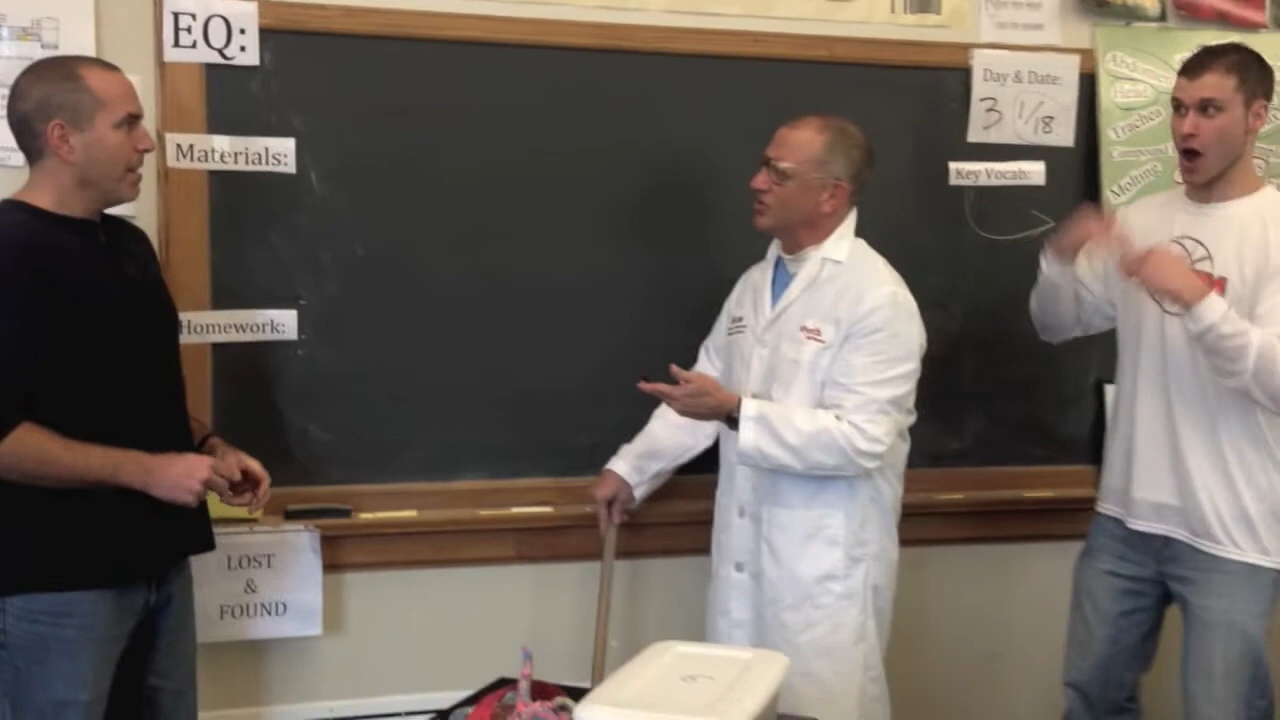 EQ:
Materials:
Homework:
LOST
&
FOUND
Day & Date:
3 1/18
Key Vocab:
Abdomen
Head
Trachea
Compound
Molting